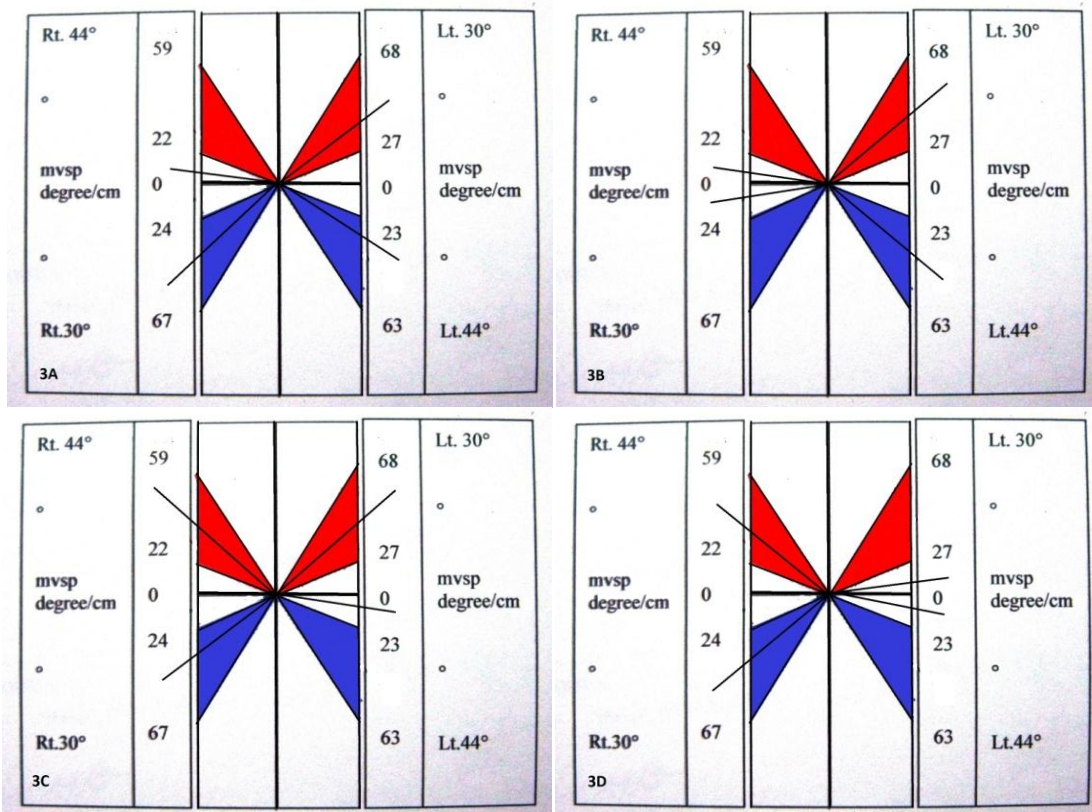 Rt. 44°
59
68
Lt. 30°
°
°
22
27
mvsp
degree/cm
0
0
mvsp
degree/cm
24
23
°
°
Rt.30°
67
63
Lt.44°
3A
Rt. 44°
59
68
Lt. 30°
°
°
22
27
mvsp
degree/cm
0
0
mvsp
degree/cm
24
23
°
°
Rt.30°
67
63
Lt.44°
3B
Rt. 44°
59
68
Lt. 30°
°
°
22
27
mvsp
degree/cm
0
0
mvsp
degree/cm
24
23
°
°
Rt.30°
67
63
Lt.44°
3C
Rt. 44°
59
68
Lt. 30°
°
°
22
27
mvsp
degree/cm
0
0
mvsp
degree/cm
24
23
°
°
Rt.30°
67
63
Lt.44°
3D